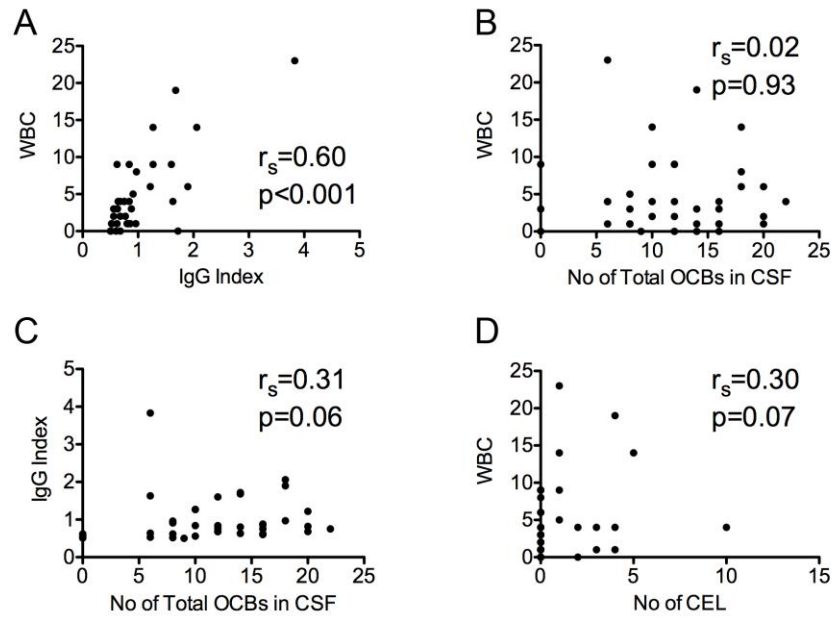 A
25
20
15
10
5
0
WBC
rs=0.60
p<0.001
0 1 2 3 4 5
IgG Index
B
25
20
15
10
5
0
WBC
rs=0.02
p=0.93
0 5 10 15 20 25
No of Total OCBs in CSF
C
5
4
3
2
1
0
IgG Index
rs=0.31
p=0.06
0 5 10 15 20 25
No of Total OCBs in CSF
D
25
20
15
10
5
0
WBC
rs=0.30
p=0.07
0 5 10 15
No of CEL